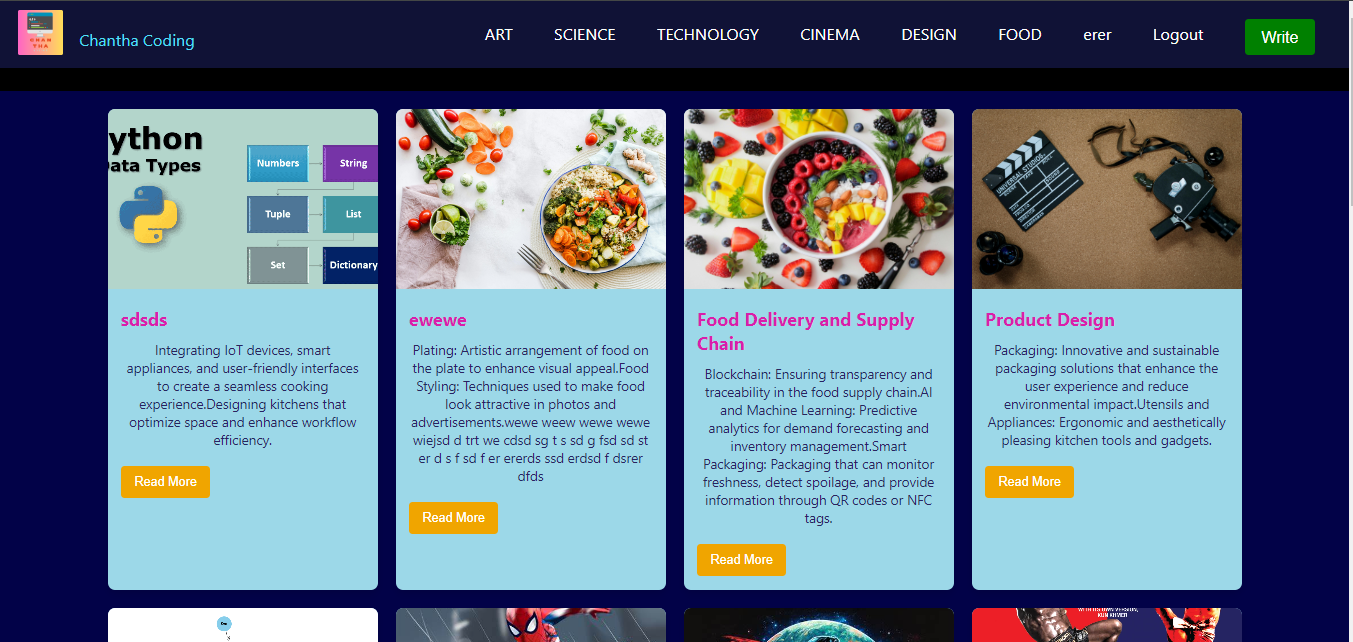 Chantha Coding
ART SCIENCE TECHNOLOGY CINEMA DESIGN FOOD erer Logout Write
ython
Data Types
Numbers String
Tuple List
Set Dictionary
UNIVERSAL STUDIOS
sdsds
Integrating IoT devices, smart
appliances, and user-friendly interfaces
to create a seamless cooking
experience.Designing kitchens that
optimize space and enhance workflow
efficiency.
Read More
ewewe
Plating: Artistic arrangement of food on
the plate to enhance visual appeal.Food
Styling: Techniques used to make food
look attractive in photos and
advertisements.wewe weew wewe wewe
wiejsd d trt we cdsd sg t s sd g fsd sd st
er d s f sd f er ererds ssd erdsd f dsrer
dfds
Read More
Food Delivery and Supply
Chain
Blockchain: Ensuring transparency and
traceability in the food supply chain.AI
and Machine Learning: Predictive
analytics for demand forecasting and
inventory management.Smart
Packaging: Packaging that can monitor
freshness, detect spoilage, and provide
information through QR codes or NFC
tags.
Read More
Product Design
Packaging: Innovative and sustainable
packaging solutions that enhance the
user experience and reduce
environmental impact.Utensils and
Appliances: Ergonomic and aesthetically
pleasing kitchen tools and gadgets.
Read More
WITH ITS OWN VERSION,
KUN KHMER